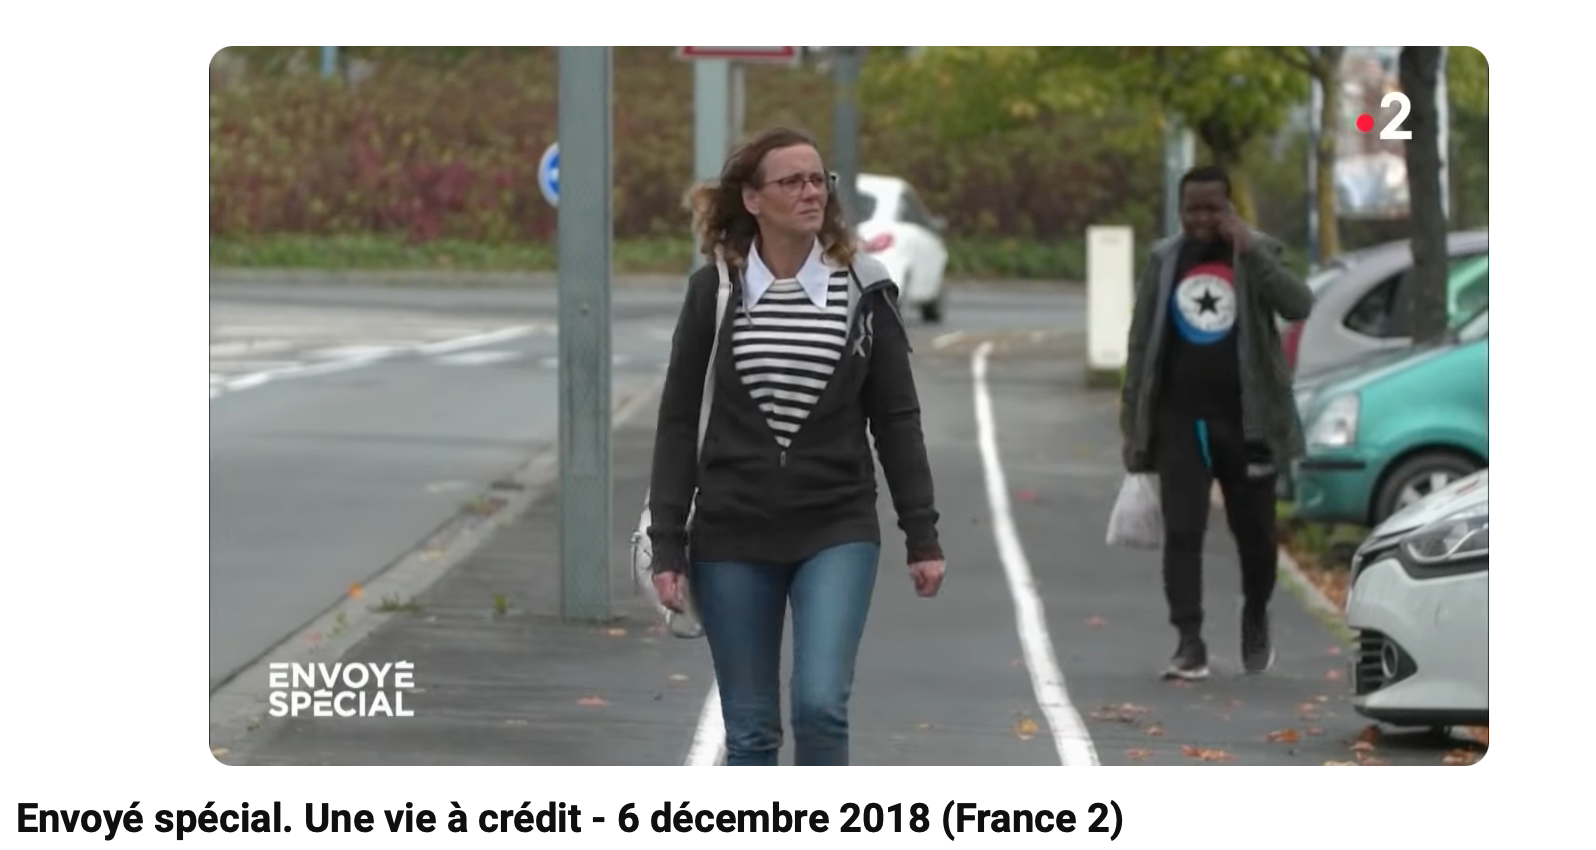 2
ENVOYÉ
SPÉCIAL
Envoyé spécial. Une vie à crédit - 6 décembre 2018 (France 2)